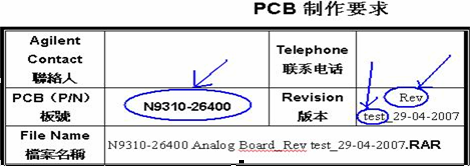 PCB 制作要求
Agilent
Contact
聯絡人
Telephone
联系电话
PCB (P/N)
板號
N9310-26400
Revision
版本
Rev
test_29-04-2007
File Name
檔案名稱
N9310-26400 Analog Board_Rev test_29-04-2007.RAR